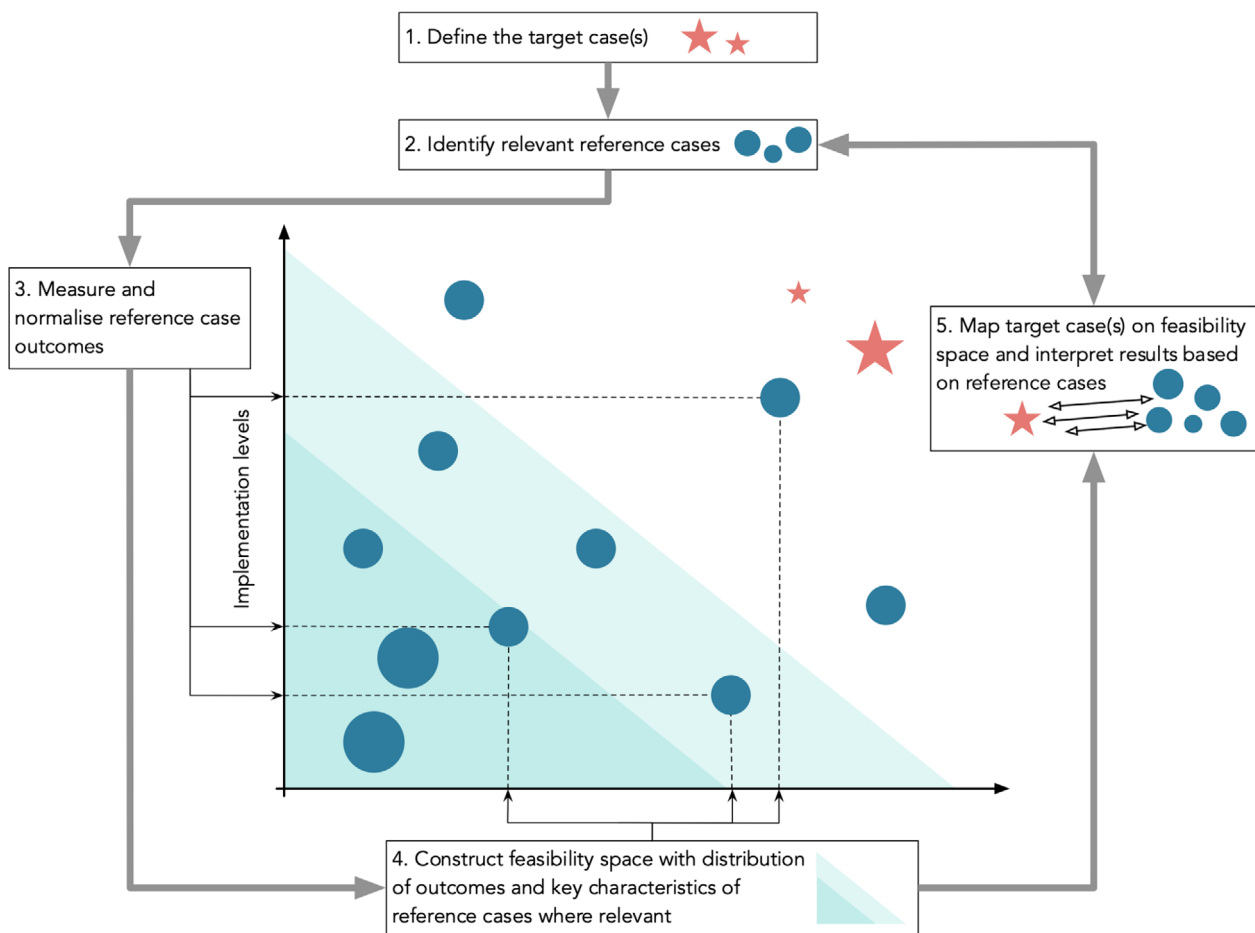 1. Define the target case(s)
2. Identify relevant reference cases
3. Measure and
normalise reference case
outcomes
Implementation levels
5. Map target case(s) on feasibility
space and interpret results based
on reference cases
4. Construct feasibility space with distribution
of outcomes and key characteristics of
reference cases where relevant